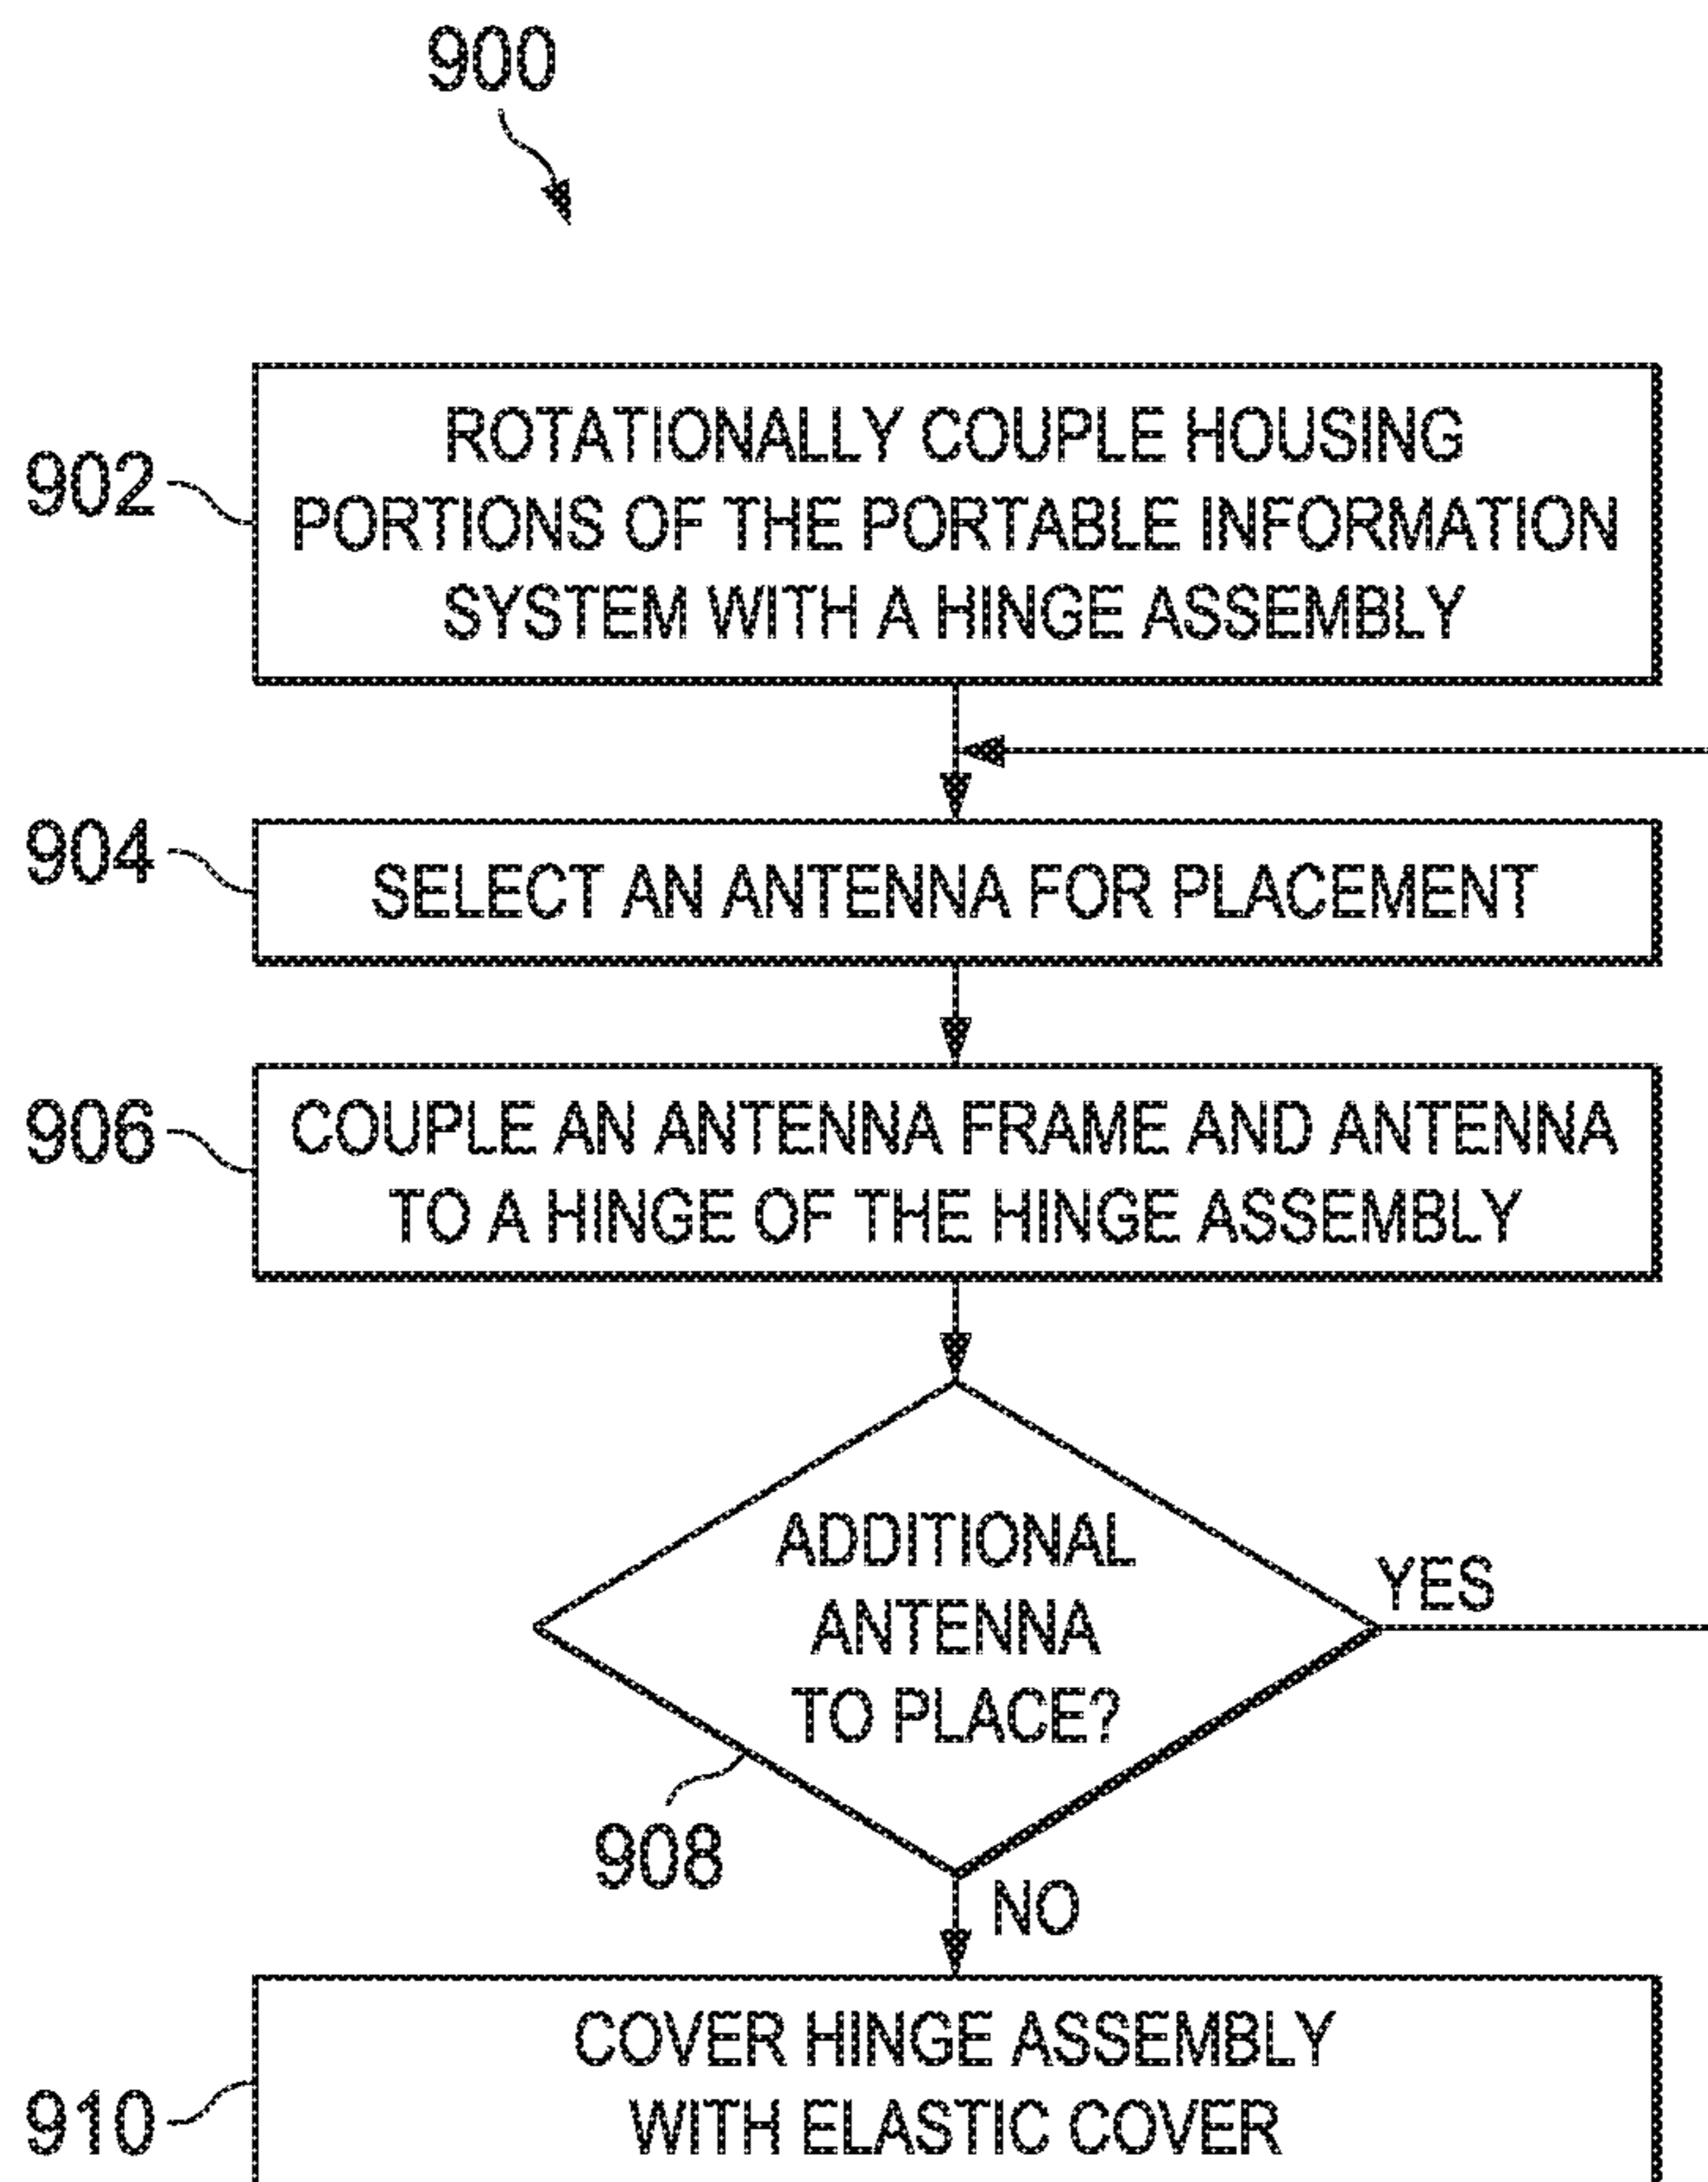 900
902
ROTATIONALLY COUPLE HOUSING
PORTIONS OF THE PORTABLE INFORMATION
SYSTEM WITH A HINGE ASSEMBLY
904
SELECT AN ANTENNA FOR PLACEMENT
906
COUPLE AN ANTENNA FRAME AND ANTENNA
TO A HINGE OF THE HINGE ASSEMBLY
ADDITIONAL
ANTENNA
TO PLACE?
YES
908
NO
910
COVER HINGE ASSEMBLY
WITH ELASTIC COVER